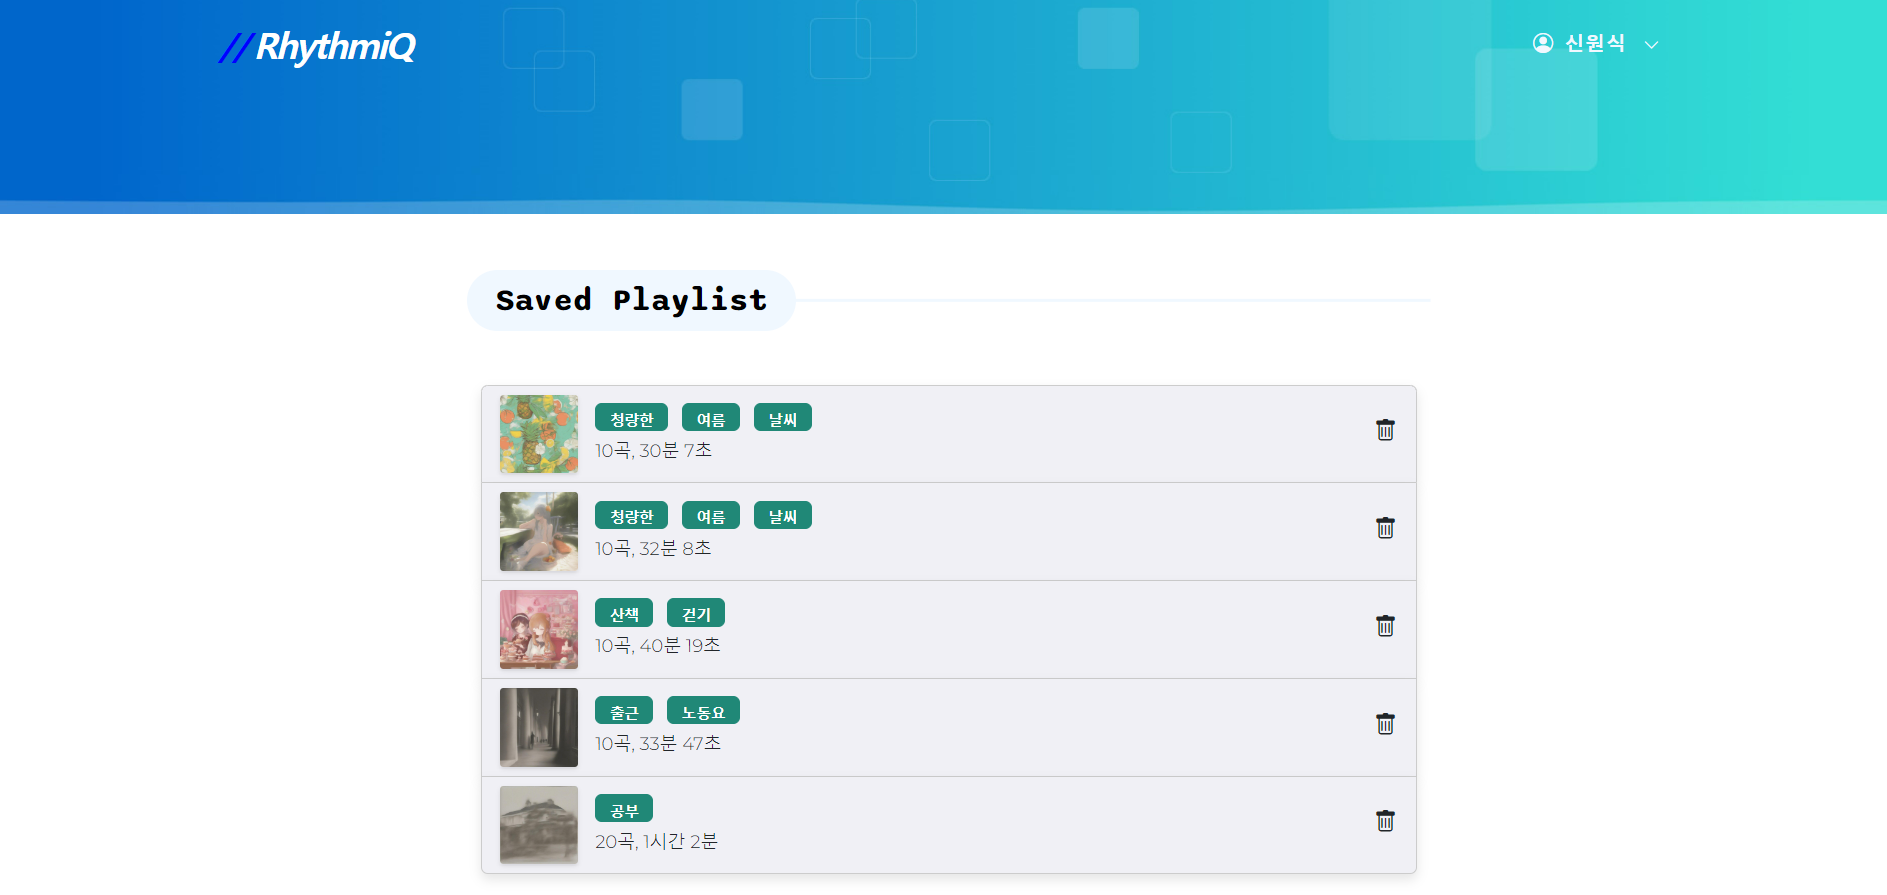 //RhythmiQ
신원식
Saved Playlist
청량한 여름 날씨
10곡, 30분 7초
청량한 여름 날씨
10곡, 32분 8초
산책 걷기
10곡, 40분 19초
출근 노동요
10곡, 33분 47초
공부
20곡, 1시간 2분